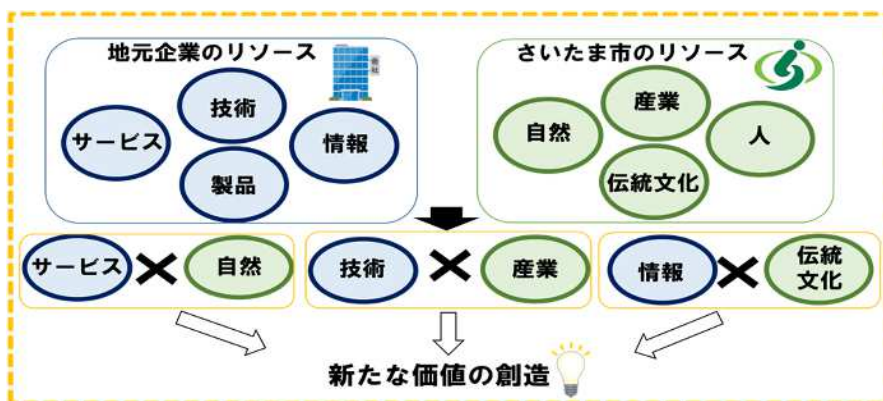 地元企業のリソース
さいたま市のリソース
技術
サービス
情報
製品
産業
自然
人
伝統文化
サービス × 自然
技術 × 産業
情報 × 伝統
文化
新たな価値の創造